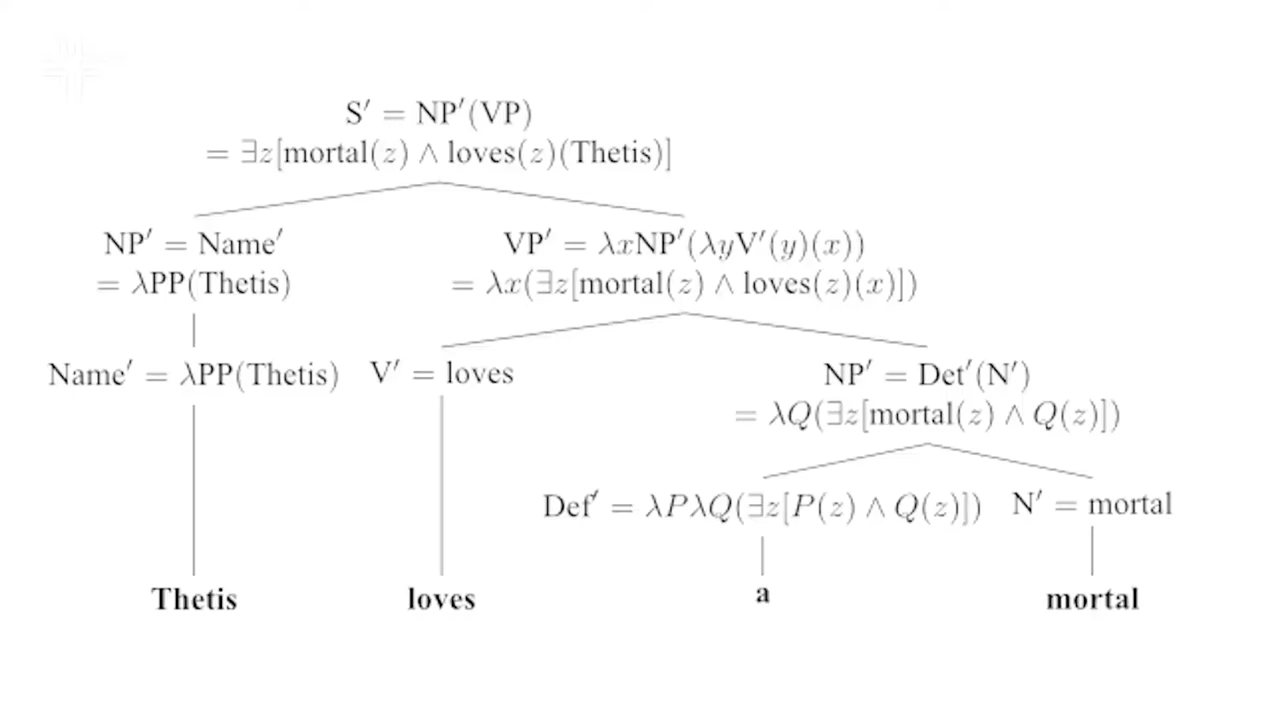 S′ = NP′(VP)
= ∃z[mortal(z) ∧ loves(z)(Thetis)]
NP′ = Name′
= λPP(Thetis)
VP′ = λxNP′(λyV′(y)(x))
= λx(∃z[mortal(z) ∧ loves(z)(x)])
Name′ = λPP(Thetis)
V′ = loves
NP′ = Det′(N′)
= λQ(∃z[mortal(z) ∧ Q(z)])
Def′ = λPλQ(∃z[P(z) ∧ Q(z)])
N′ = mortal
Thetis
loves
a
mortal